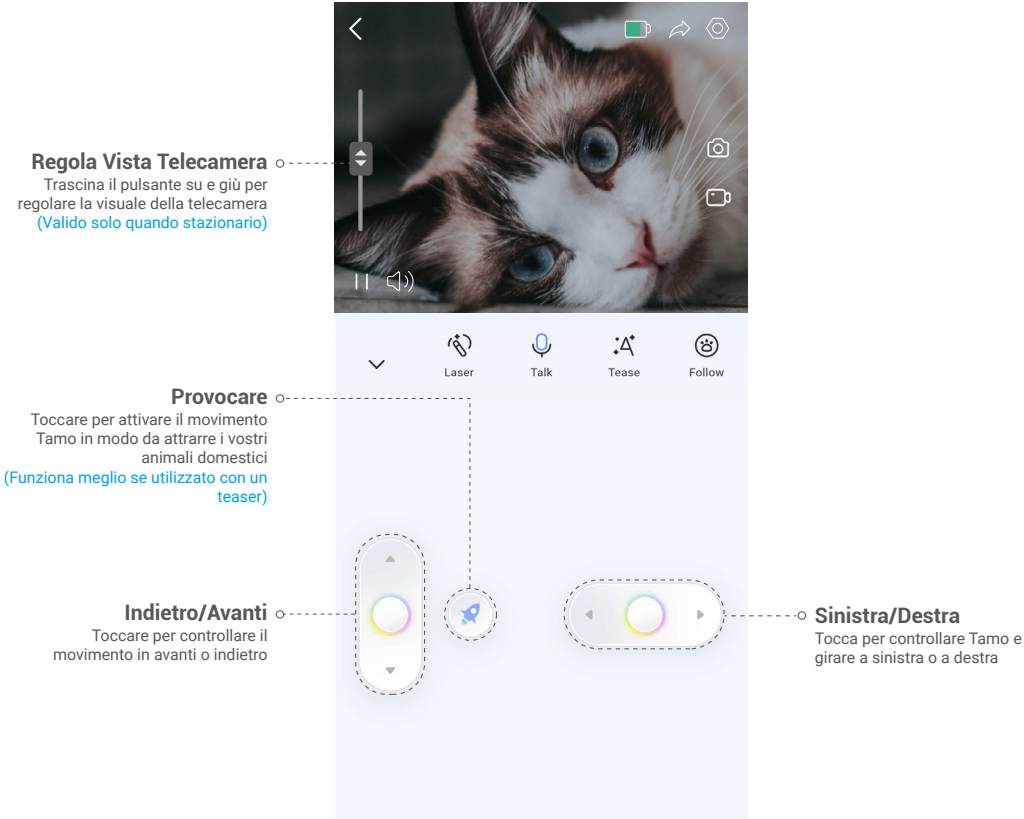 Regola Vista Telecamera
Trascina il pulsante su e giù per
regolare la visuale della telecamera
(Valido solo quando stazionario)
Laser
Talk
Tease
Follow
Provocare
Toccare per attivare il movimento
Tamo in modo da attrarre i vostri
animali domestici
(Funziona meglio se utilizzato con un
teaser)
Indietro/Avanti
Toccare per controllare il
movimento in avanti o indietro
Sinistra/Destra
Tocca per controllare Tamo e
girare a sinistra o a destra